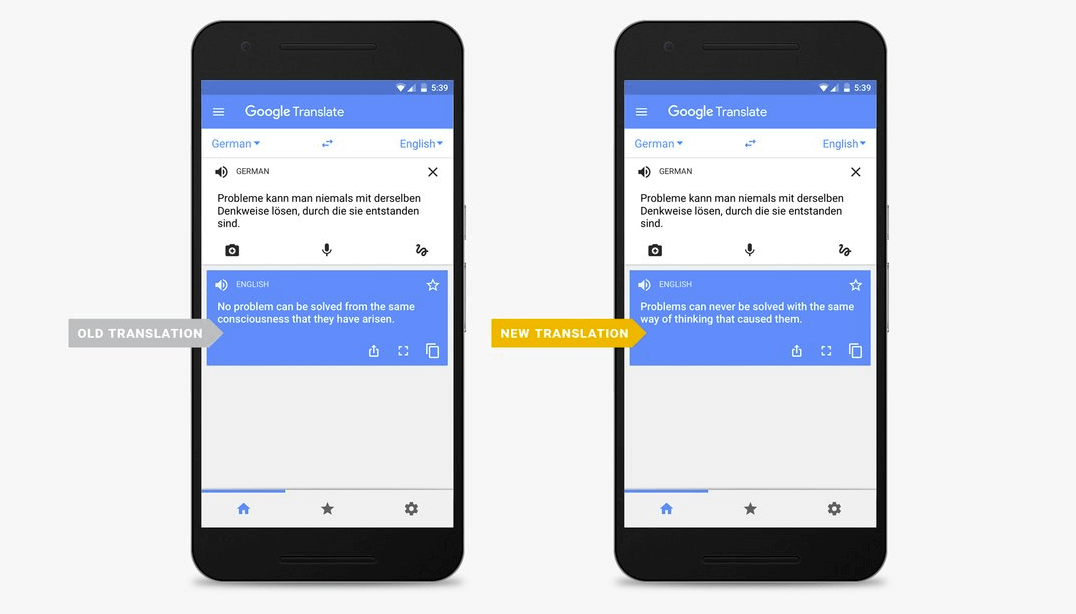 5:39
Google Translate
German
English
GERMAN
Probleme kann man niemals mit derselben
Denkweise lösen, durch die sie entstanden
sind.
ENGLISH
No problem can be solved from the same
consciousness that they have arisen.
OLD TRANSLATION
5:39
Google Translate
German
English
GERMAN
Probleme kann man niemals mit derselben
Denkweise lösen, durch die sie entstanden
sind.
ENGLISH
Problems can never be solved with the same
way of thinking that caused them.
NEW TRANSLATION